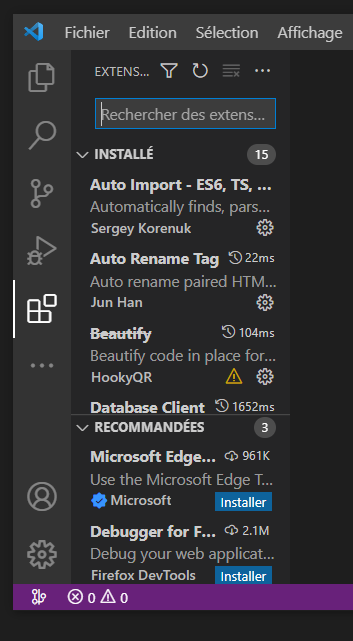 Fichier Edition Sélection Affichage
EXTENS...
Rechercher des extens...
INSTALLÉ 15
Auto Import - ES6, TS, ...
Automatically finds, pars...
Sergey Korenuk
Auto Rename Tag 22ms
Auto rename paired HTM...
Jun Han
Beautify 104ms
Beautify code in place for...
HookyQR
Database Client 1652ms
RECOMMANDÉES 3
Microsoft Edge... 961K
Use the Microsoft Edge T...
Microsoft Installer
Debugger for F... 2.1M
Debug your web applicat...
Firefox DevTools Installer
0 0